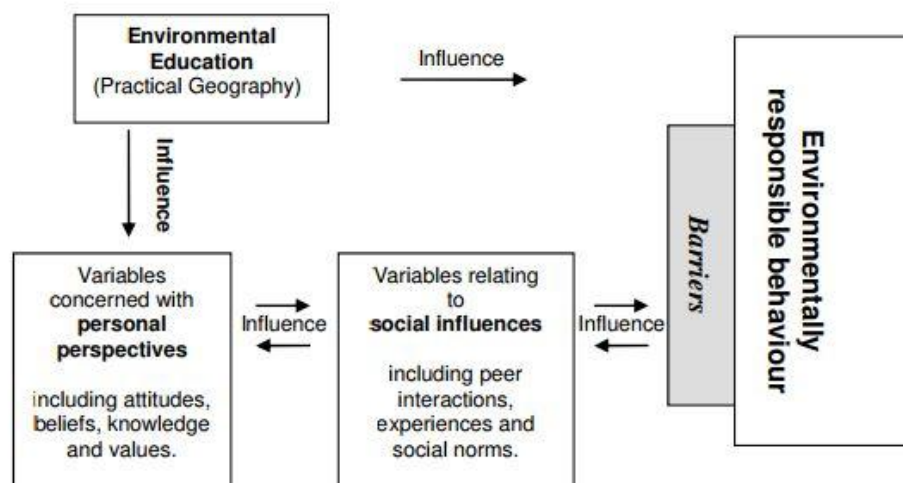 Environmental
Education
(Practical Geography)
Influence
Influence
Variables
concerned with
personal
perspectives
including attitudes,
beliefs, knowledge
and values.
Influence
Variables relating
to
social influences
including peer
interactions,
experiences and
social norms.
Influence
Barriers
Environmentally
responsible behaviour